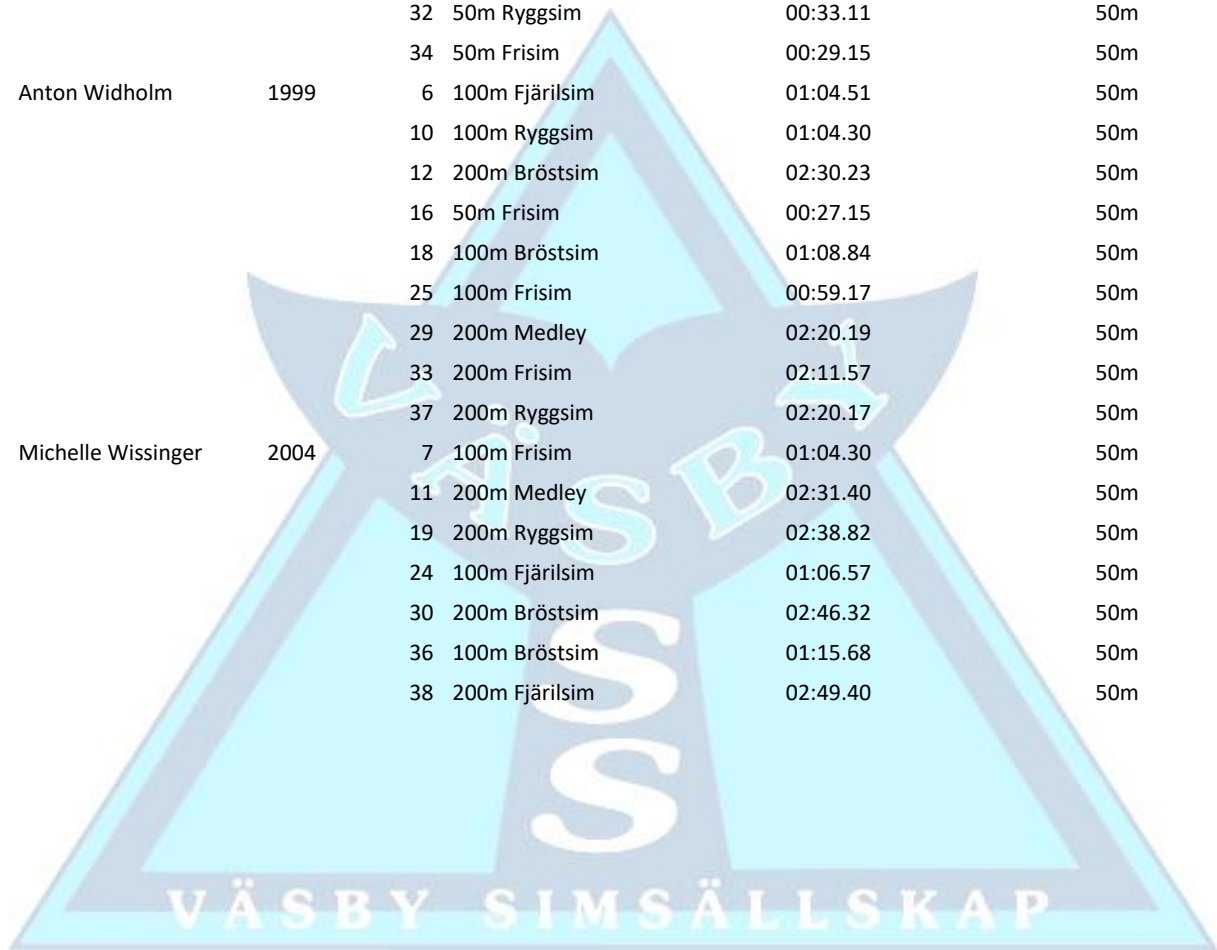 32 50m Ryggsim 00:33.11 50m
34 50m Frisim 00:29.15 50m
Anton Widholm 1999 6 100m Fjärilsim 01:04.51 50m
10 100m Ryggsim 01:04.30 50m
12 200m Bröstsim 02:30.23 50m
16 50m Frisim 00:27.15 50m
18 100m Bröstsim 01:08.84 50m
25 100m Frisim 00:59.17 50m
29 200m Medley 02:20.19 50m
33 200m Frisim 02:11.57 50m
37 200m Ryggsim 02:20.17 50m
Michelle Wissinger 2004 7 100m Frisim 01:04.30 50m
11 200m Medley 02:31.40 50m
19 200m Ryggsim 02:38.82 50m
24 100m Fjärilsim 01:06.57 50m
30 200m Bröstsim 02:46.32 50m
36 100m Bröstsim 01:15.68 50m
38 200m Fjärilsim 02:49.40 50m
VÄSBY
S
S
VÄSBY SIMSÄLLSKAP